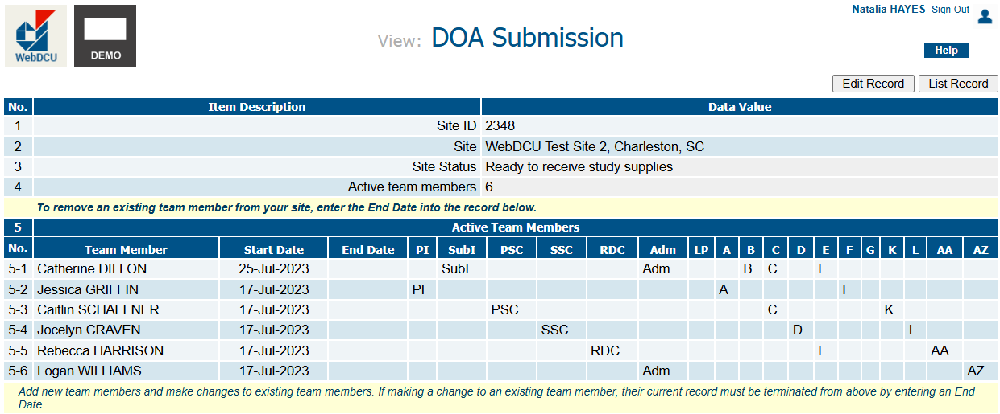 Natalia HAYES Sign Out
WebDCU
DEMO
View: DOA Submission
Help
Edit Record List Record
No. Item Description Data Value
1 Site ID 2348
2 Site WebDCU Test Site 2, Charleston, SC
3 Site Status Ready to receive study supplies
4 Active team members 6
To remove an existing team member from your site, enter the End Date into the record below.
5 Active Team Members
No. Team Member Start Date End Date PI SubI PSC SSC RDC Adm LP A B C D E F G K L AA AZ
5-1 Catherine DILLON 25-Jul-2023 SubI Adm B C E
5-2 Jessica GRIFFIN 17-Jul-2023 PI A F
5-3 Caitlin SCHAFFNER 17-Jul-2023 PSC C K
5-4 Jocelyn CRAVEN 17-Jul-2023 SSC D L
5-5 Rebecca HARRISON 17-Jul-2023 RDC E AA
5-6 Logan WILLIAMS 17-Jul-2023 Adm AZ
Add new team members and make changes to existing team members. If making a change to an existing team member, their current record must be terminated from above by entering an End
Date.